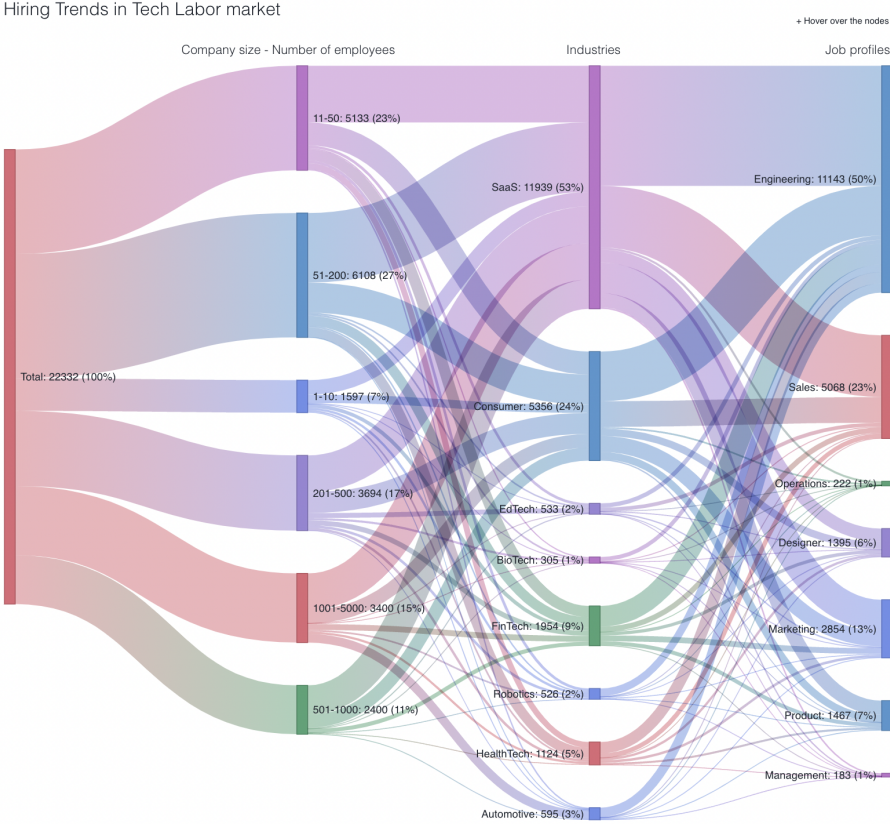 Hiring Trends in Tech Labor market
+ Hover over the nodes
Company size - Number of employees
Industries
Job profiles
Total: 22332 (100%)
11-50: 5133 (23%)
51-200: 6108 (27%)
1-10: 1597 (7%)
201-500: 3694 (17%)
1001-5000: 3400 (15%)
501-1000: 2400 (11%)
SaaS: 11939 (53%)
Consumer: 5356 (24%)
EdTech: 533 (2%)
BioTech: 305 (1%)
FinTech: 1954 (9%)
Robotics: 526 (2%)
HealthTech: 1124 (5%)
Automotive: 595 (3%)
Engineering: 11143 (50%)
Sales: 5068 (23%)
Operations: 222 (1%)
Designer: 1395 (6%)
Marketing: 2854 (13%)
Product: 1467 (7%)
Management: 183 (1%)